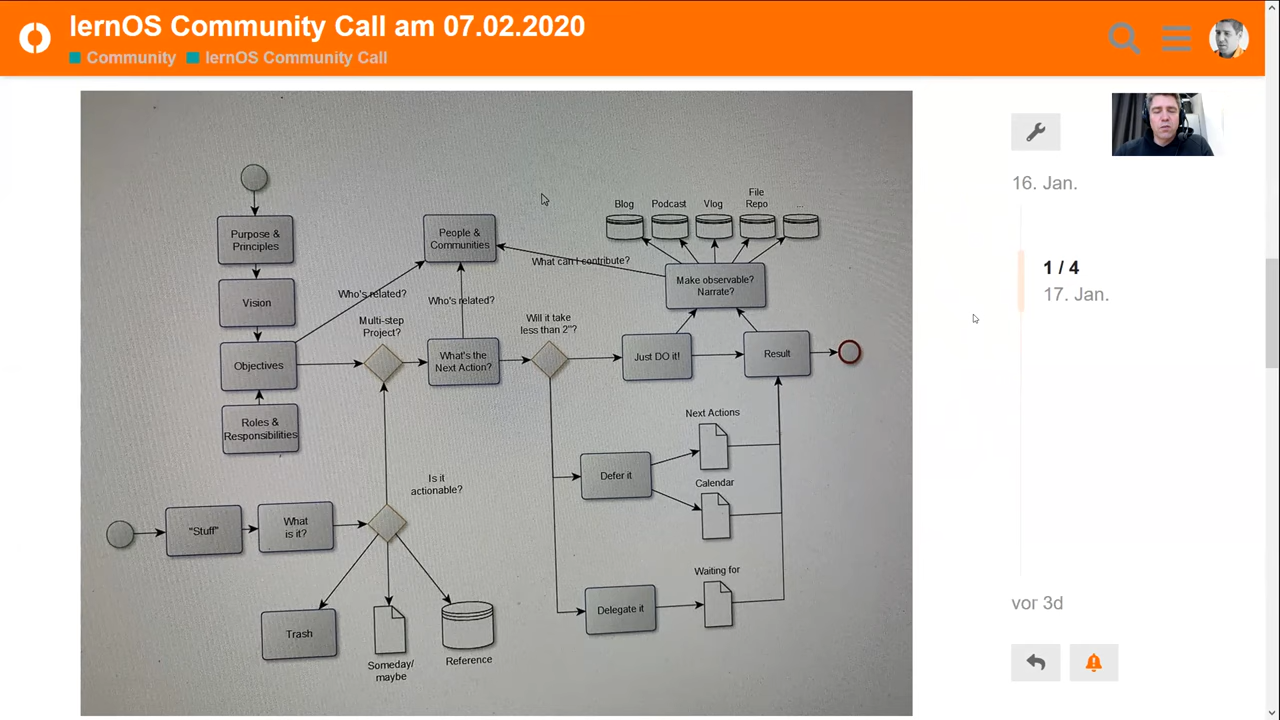 lernOS Community Call am 07.02.2020
Community lernOS Community Call
16. Jan.
1 / 4
17. Jan.
vor 3d
Purpose &
Principles
Vision
Objectives
Roles &
Responsibilities
People &
Communities
Who's related?
Who's related?
What can I contribute?
Multi-step
Project?
What's the
Next Action?
Will it take
less than 2"?
Blog
Podcast
Vlog
File
Repo
...
Make observable?
Narrate?
Just DO it!
Result
Next Actions
Defer it
Calendar
Waiting for
Delegate it
"Stuff"
What
is it?
Is it
actionable?
Trash
Someday/
maybe
Reference